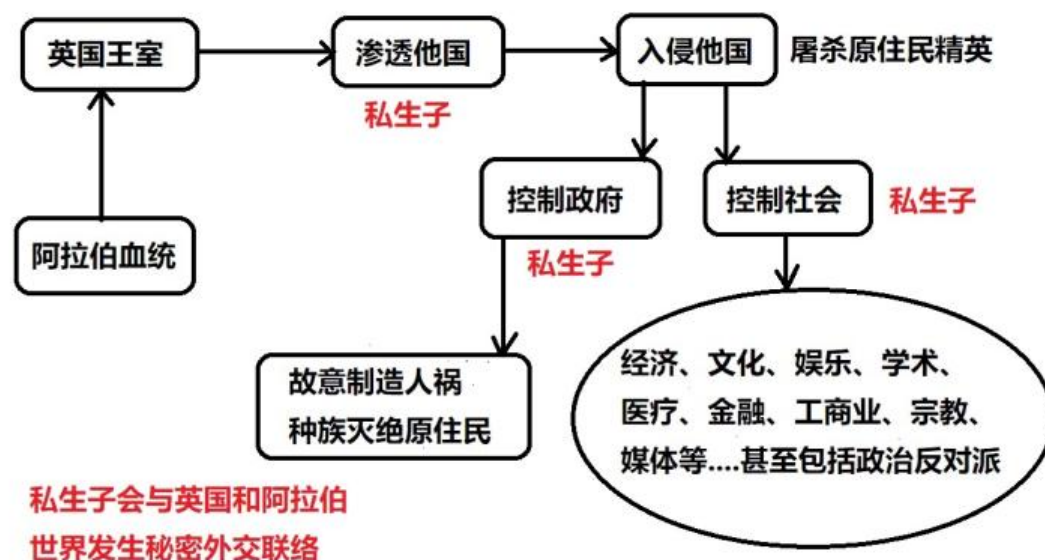 英国王室
渗透他国
入侵他国
屠杀原住民精英
私生子
控制政府
控制社会
私生子
阿拉伯血统
私生子
故意制造人祸
种族灭绝原住民
经济、文化、娱乐、学术、
医疗、金融、工商业、宗教、
媒体等....甚至包括政治反对派
私生子会与英国和阿拉伯
世界发生秘密外交联络